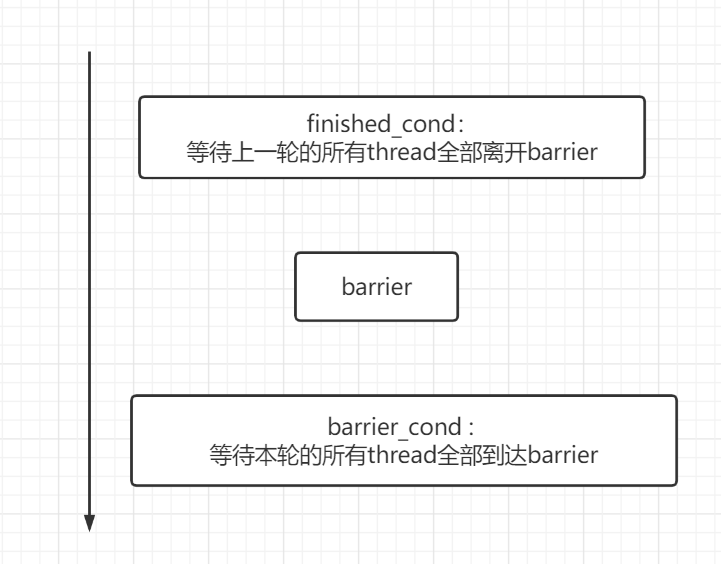 finished_cond：
等待上一轮的所有thread全部离开barrier
barrier
barrier_cond :
等待本轮的所有thread全部到达barrier